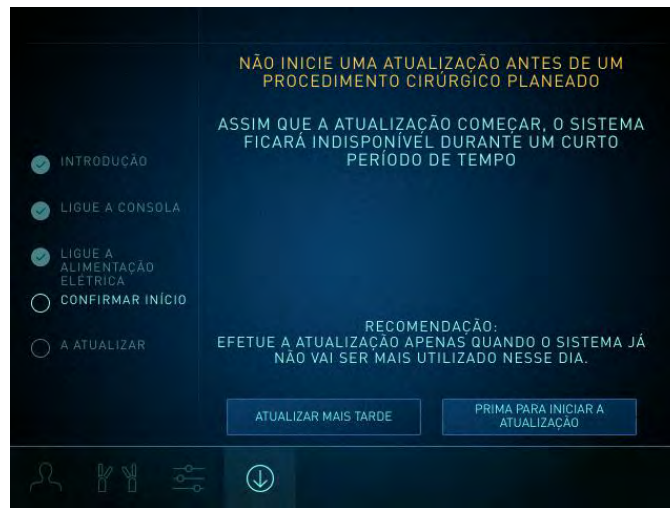 NÃO INICIE UMA ATUALIZAÇÃO ANTES DE UM
PROCEDIMENTO CIRÚRGICO PLANEADO
ASSIM QUE A ATUALIZAÇÃO COMEÇAR, O SISTEMA
FICARÁ INDISPONÍVEL DURANTE UM CURTO
PERÍODO DE TEMPO
INTRODUÇÃO
LIGUE A CONSOLA
LIGUE A
ALIMENTAÇÃO
ELÉTRICA
CONFIRMAR INÍCIO
A ATUALIZAR
RECOMENDAÇÃO:
EFETUE A ATUALIZAÇÃO APENAS QUANDO O SISTEMA JÁ
NÃO VAI SER MAIS UTILIZADO NESSE DIA.
ATUALIZAR MAIS TARDE
PRIMA PARA INICIAR A
ATUALIZAÇÃO